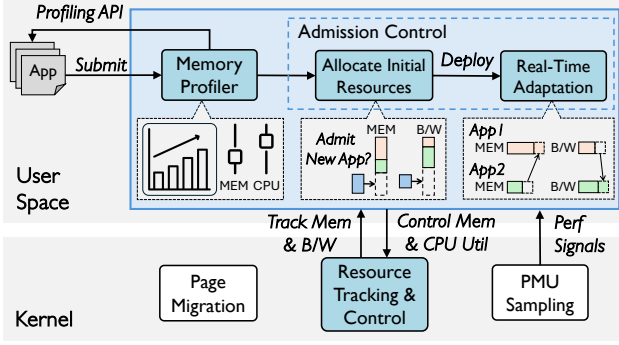 Profiling API
App
Submit
Memory
Profiler
Admission Control
Allocate Initial
Resources
Deploy
Real-Time
Adaptation
MEM CPU
Admit
New App?
MEM
B/W
App1
MEM
B/W
App2
MEM
B/W
User
Space
Track Mem
& B/W
Control Mem
& CPU Util
Perf
Signals
Page
Migration
Resource
Tracking &
Control
PMU
Sampling
Kernel